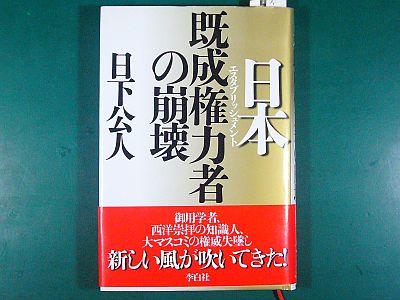 日本
エスタブリッシュメント
既成権力者
の崩壊
日下公人
御用学者、
西洋崇拝の知識人、
大マスコミの権威失墜し
新しい風が吹いてきた!
李白社